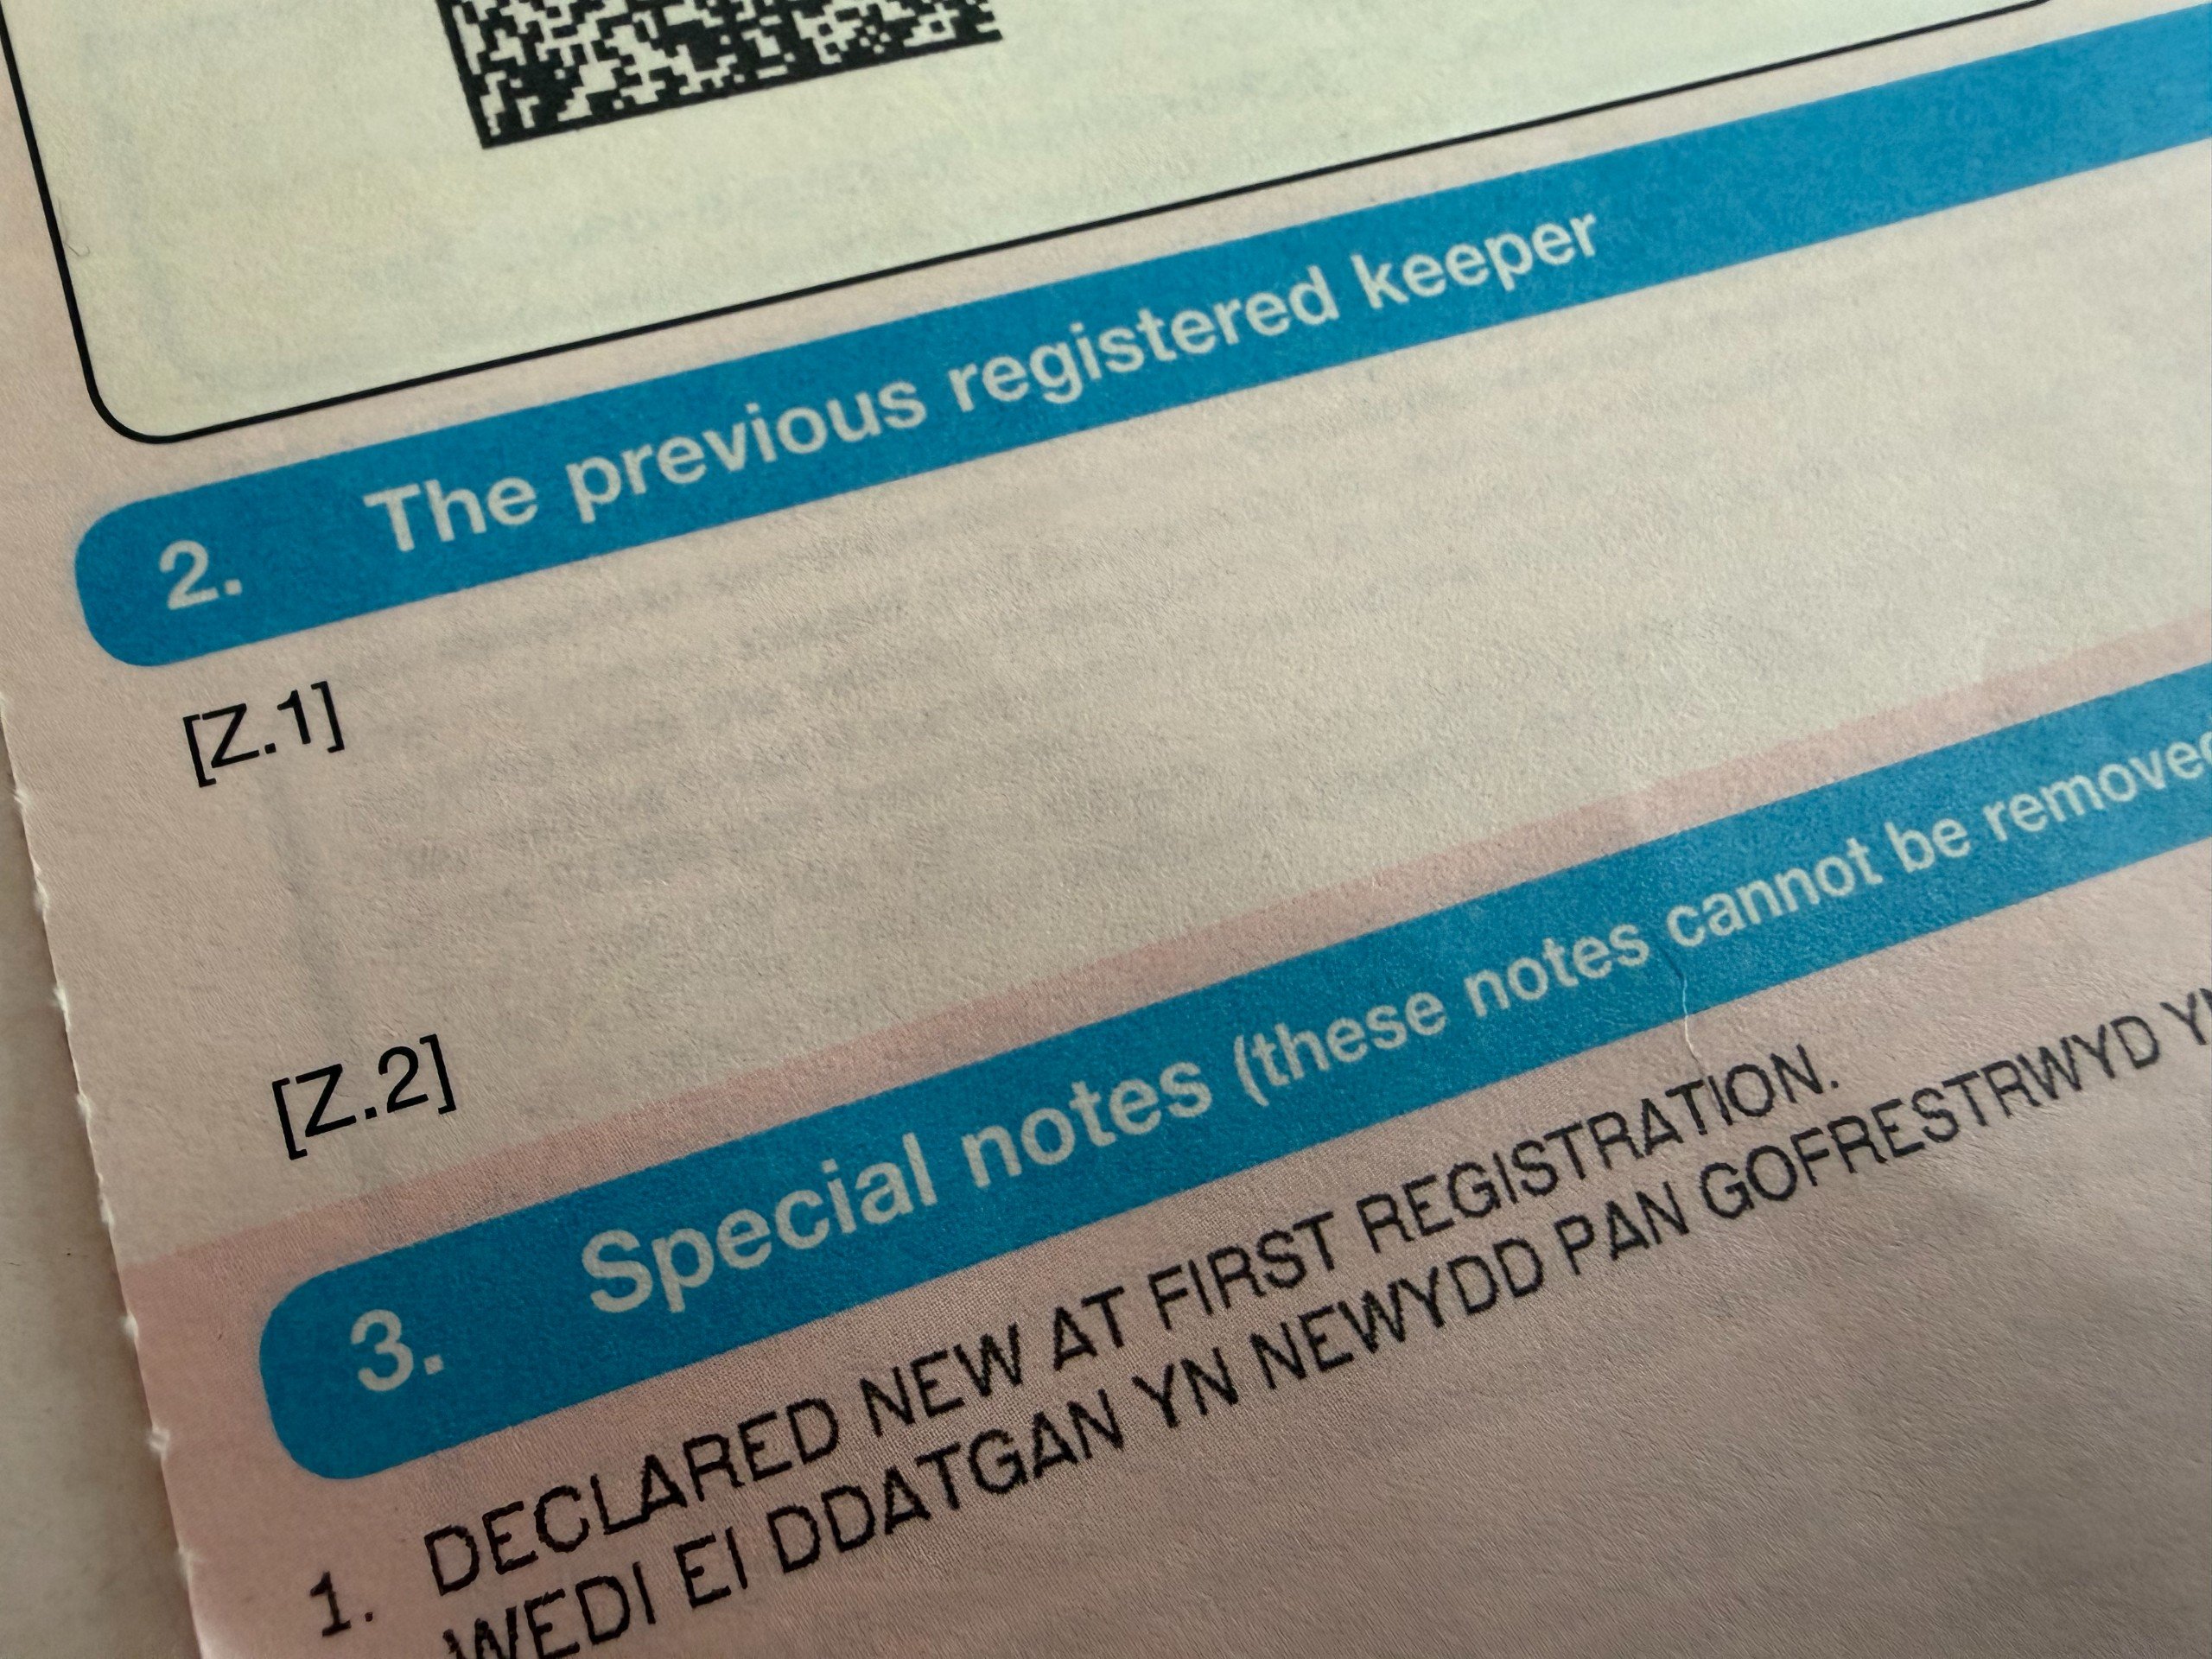 2. The previous registered keeper
[Z.1]
[Z.2]
3. Special notes (these notes cannot be removed
1. DECLARED NEW AT FIRST REGISTRATION.
WEDI EI DDATGAN YN NEWYDD PAN GOFRESTRWYD